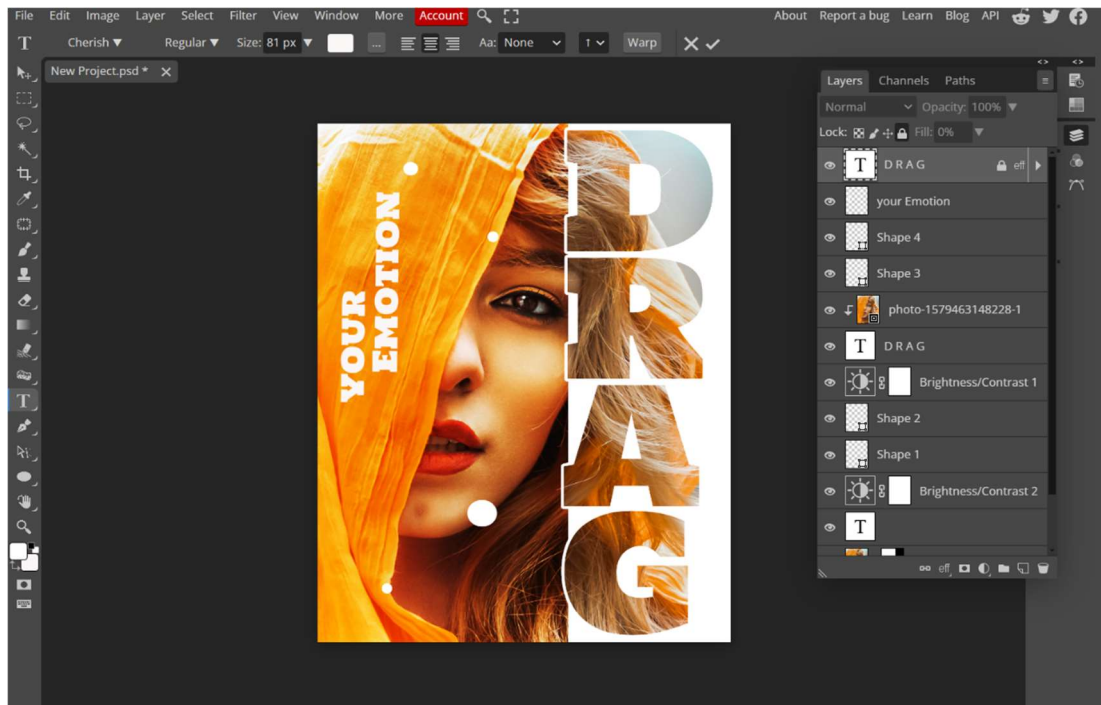 File Edit Image Layer Select Filter View Window More Account About Report a bug Learn Blog API
T Cherish ▼ Regular ▼ Size: 81 px ▼ ... Aa: None 1 Warp
New Project.psd *
Layers Channels Paths
Normal Opacity: 100% ▼
Lock: Fill: 0% ▼
T D R A G eff
your Emotion
Shape 4
Shape 3
photo-1579463148228-1
T D R A G
Brightness/Contrast 1
Shape 2
Shape 1
Brightness/Contrast 2
T
eff
YOUR
EMOTION
D
R
A
G